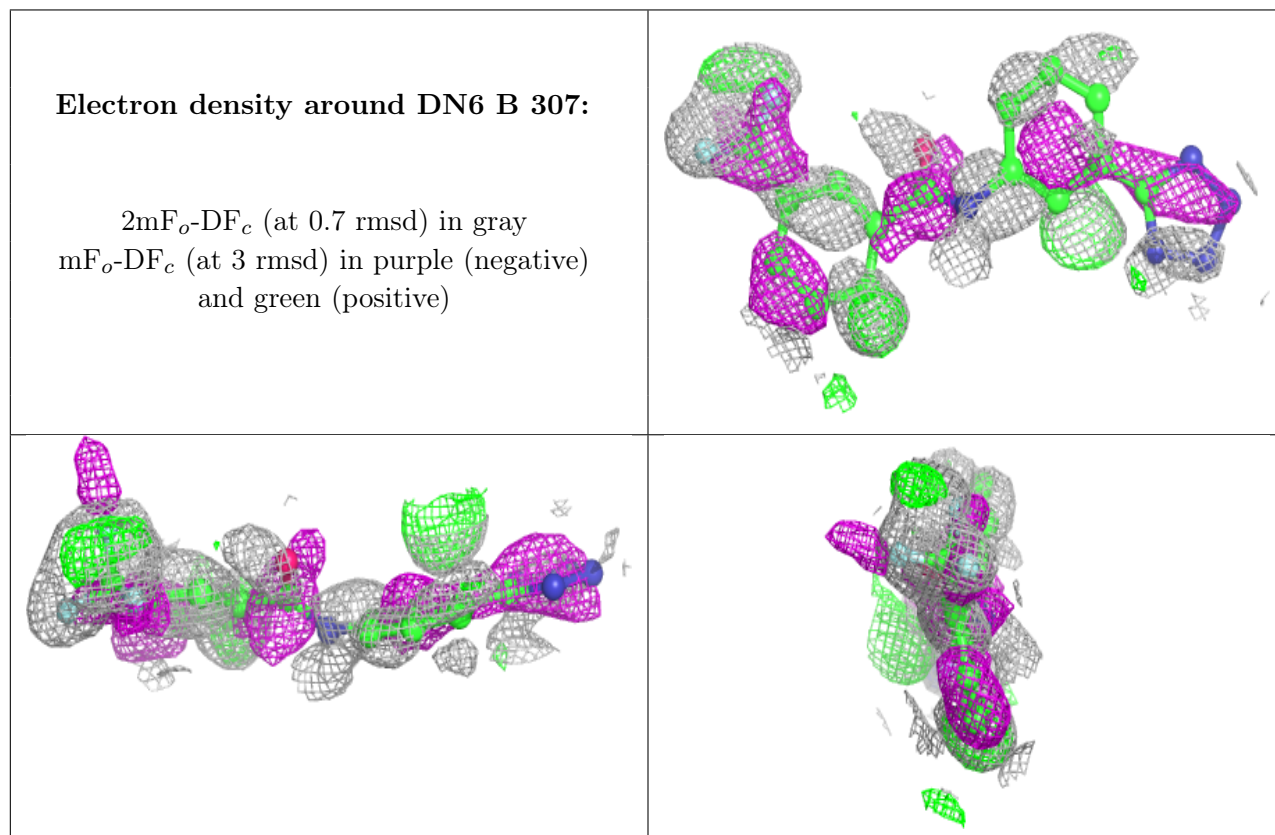 Electron density around DN6 B 307:
2mFo-DFc (at 0.7 rmsd) in gray
mFo-DFc (at 3 rmsd) in purple (negative)
and green (positive)